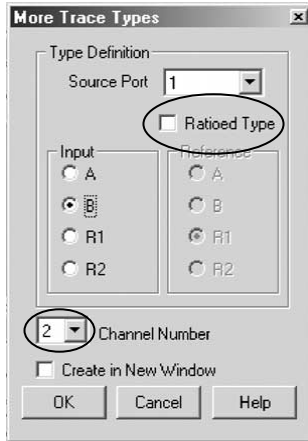 More Trace Types
Type Definition
Source Port 1
Ratioed Type
Input Reference
A A
B B
R1 R1
R2 R2
2 Channel Number
Create in New Window
OK Cancel Help